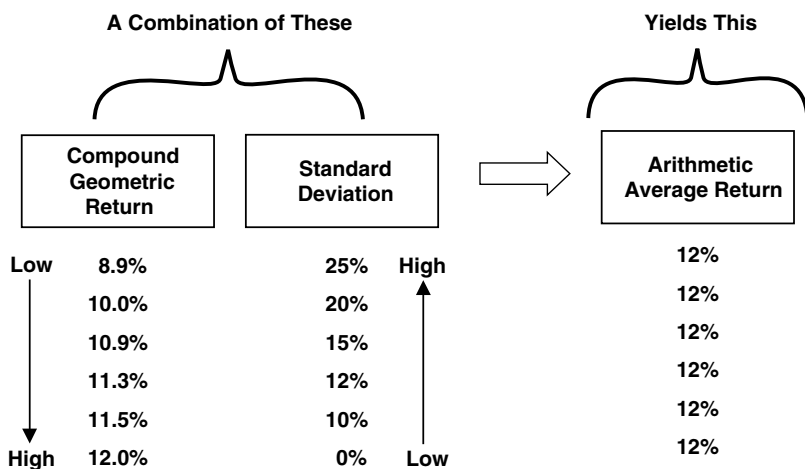 A Combination of These
Yields This
Compound
Geometric
Return
Standard
Deviation
Arithmetic
Average Return
Low 8.9% 25% High 12%
10.0% 20% 12%
10.9% 15% 12%
11.3% 12% 12%
11.5% 10% 12%
High 12.0% 0% Low 12%